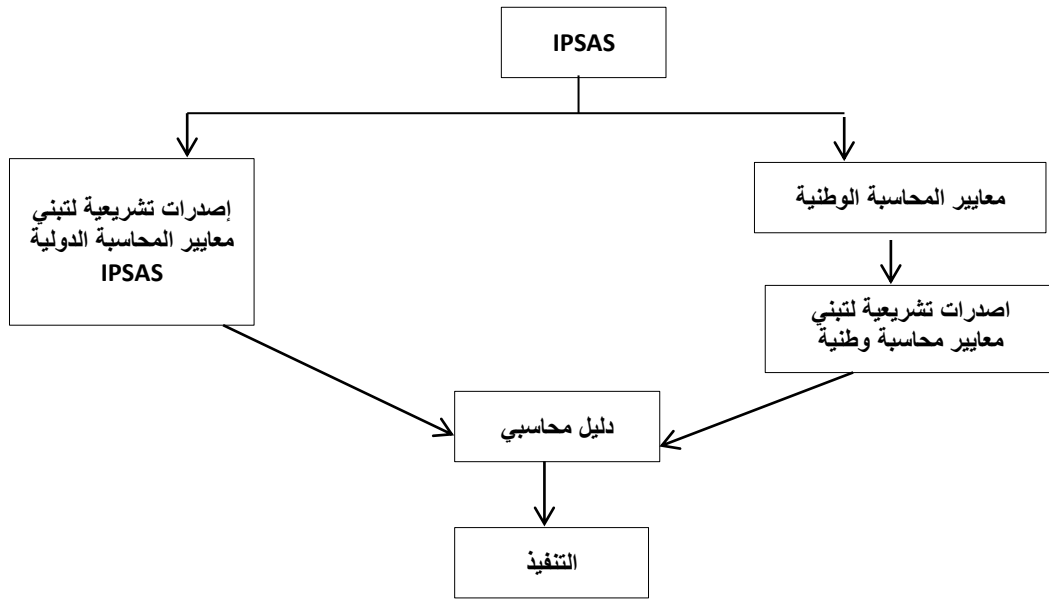 IPSAS
معايير المحاسبة الوطنية
إصدرات تشريعية لتبني
معايير المحاسبة الدولية
IPSAS
اصدرات تشريعية لتبني
معايير محاسبة وطنية
دليل محاسبي
التنفيذ